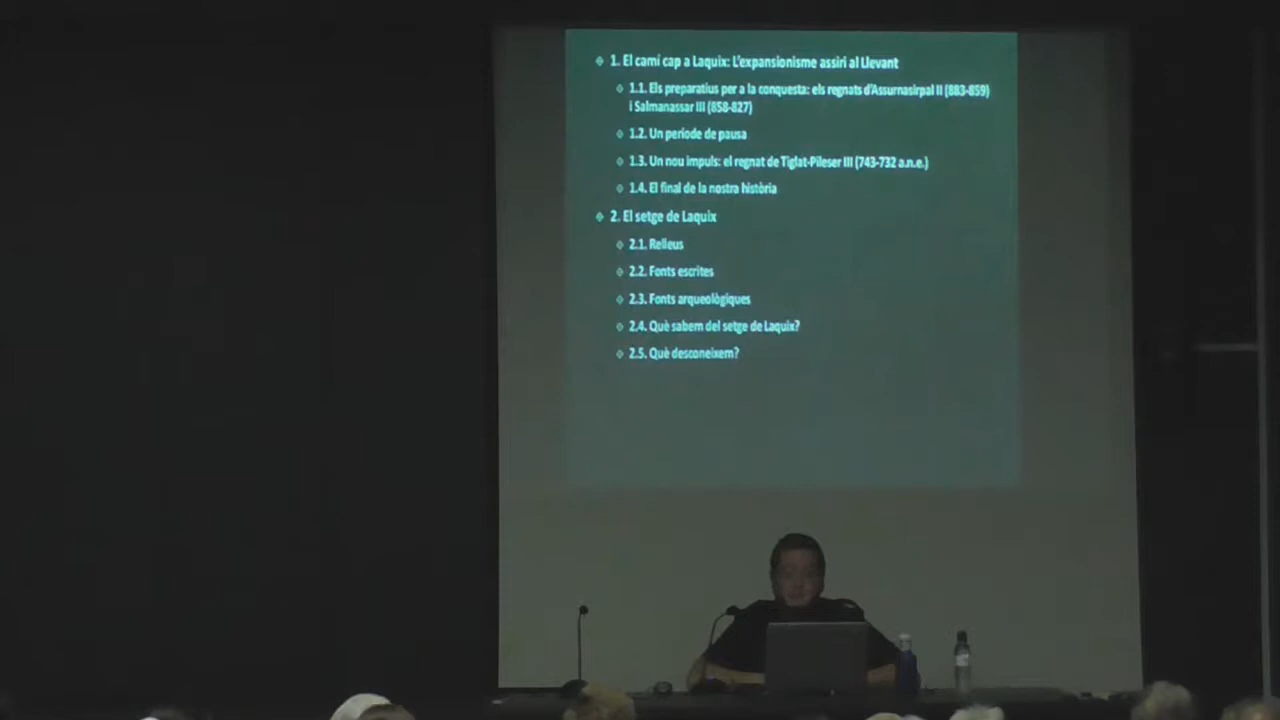 1. El camí cap a Laquix: L'expansionisme assiri al Llevant
1.1. Els preparatius per a la conquesta: els regnats d'Assurnasirpal II (883-859)
i Salmanassar III (858-827)
1.2. Un període de pausa
1.3. Un nou impuls: el regnat de Tiglat-Pileser III (743-732 a.n.e.)
1.4. El final de la nostra història
2. El setge de Laquix
2.1. Relleus
2.2. Fonts escrites
2.3. Fonts arqueològiques
2.4. Què sabem del setge de Laquix?
2.5. Què desconeixem?